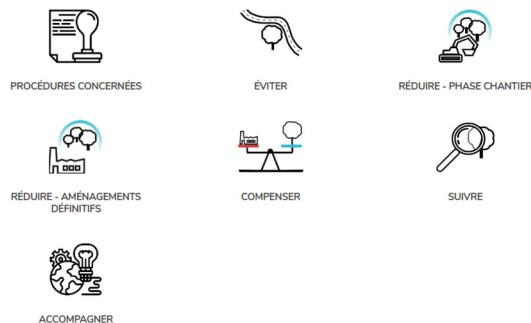 PROCÉDURES CONCERNÉES
ÉVITER
RÉDUIRE - PHASE CHANTIER
RÉDUIRE - AMÉNAGEMENTS
DÉFINITIFS
COMPENSER
SUIVRE
ACCOMPAGNER